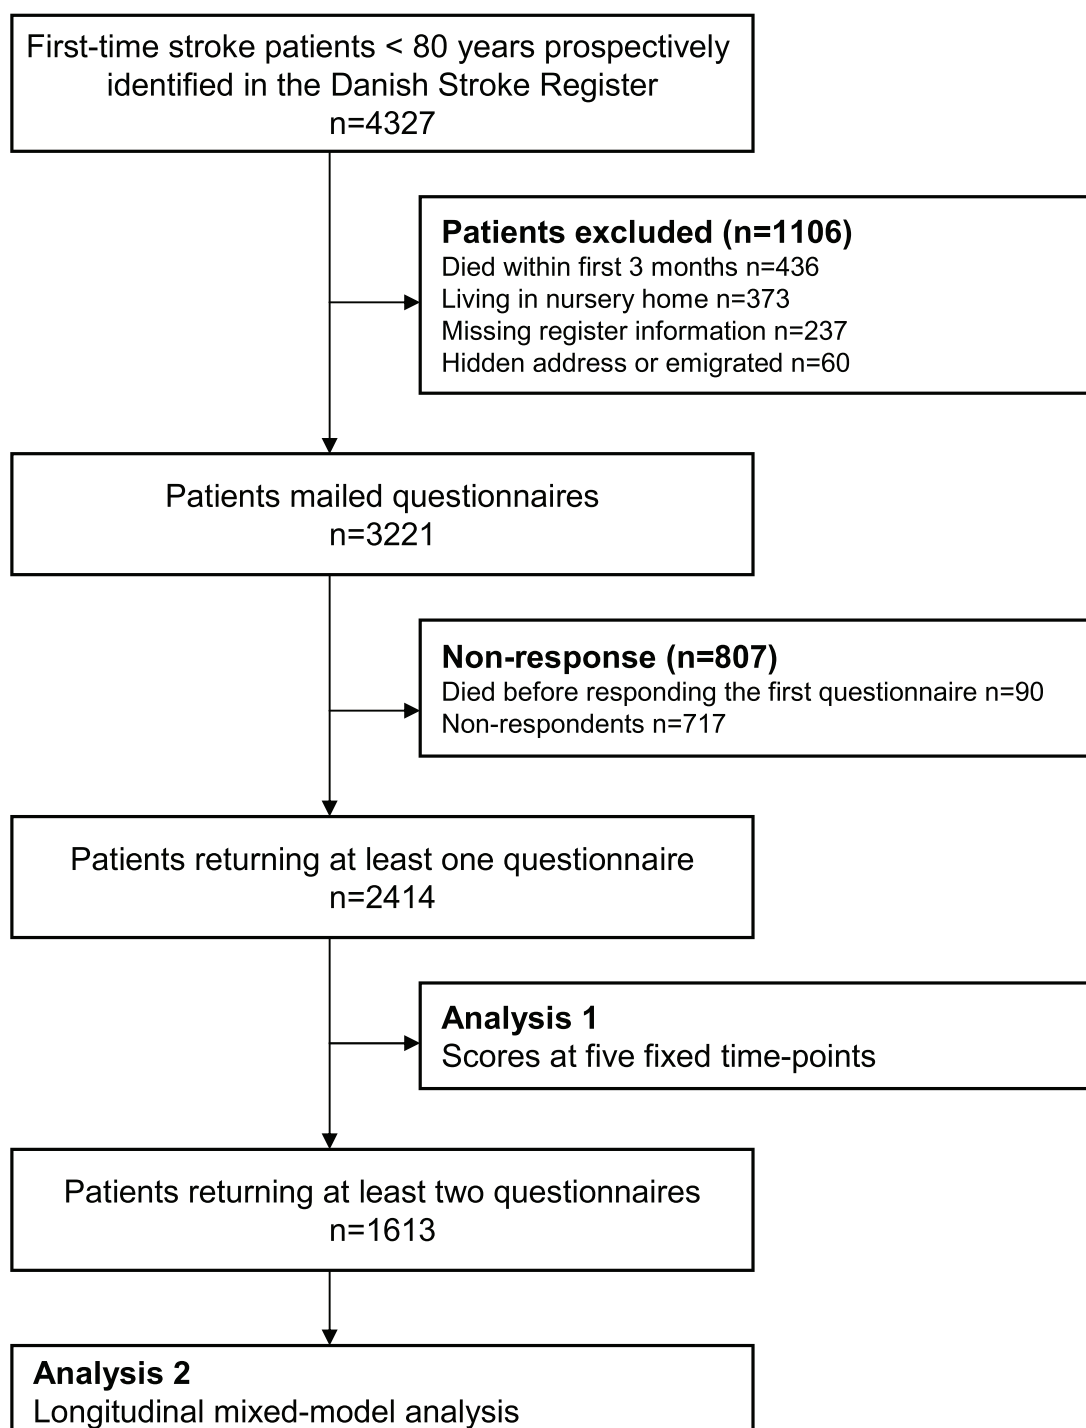 First-time stroke patients < 80 years prospectively
identified in the Danish Stroke Register
n=4327
Patients excluded (n=1106)
Died within first 3 months n=436
Living in nursery home n=373
Missing register information n=237
Hidden address or emigrated n=60
Patients mailed questionnaires
n=3221
Non-response (n=807)
Died before responding the first questionnaire n=90
Non-respondents n=717
Patients returning at least one questionnaire
n=2414
Analysis 1
Scores at five fixed time-points
Patients returning at least two questionnaires
n=1613
Analysis 2
Longitudinal mixed-model analysis